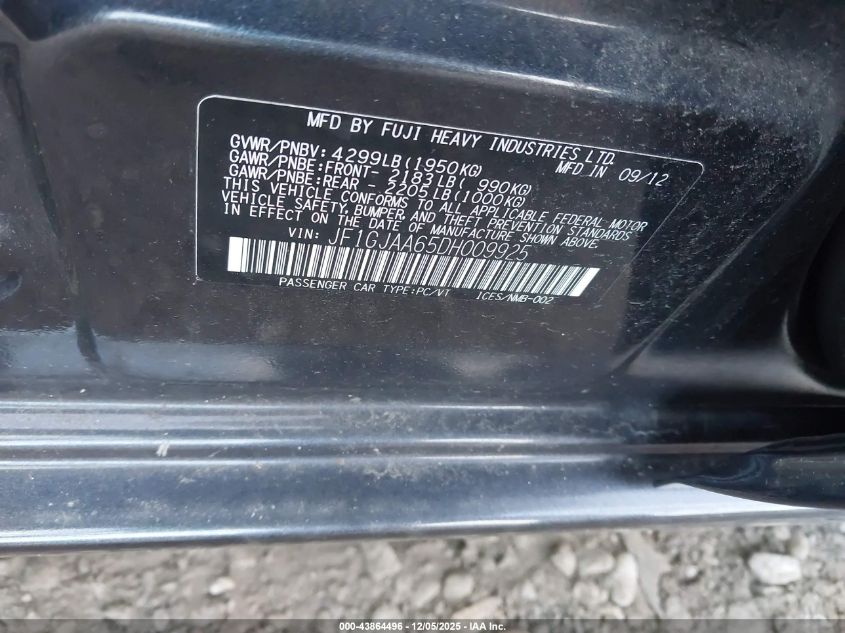 MFD BY FUJI HEAVY INDUSTRIES LTD.
GVWR/PNBV: 4299LB(1950KG) MFD IN 09/12
GAWR/PNBE:FRONT- 2183LB( 990KG)
GAWR/PNBE:REAR - 2205LB(1000KG)
THIS VEHICLE CONFORMS TO ALL APPLICABLE FEDERAL MOTOR
VEHICLE SAFETY, BUMPER, AND THEFT PREVENTION STANDARDS
IN EFFECT ON THE DATE OF MANUFACTURE SHOWN ABOVE.
VIN: JF1GJAA65DH009925
PASSENGER CAR TYPE:PC/VT ICES/NMB-002
000-43864496 - 12/05/2025 - IAA Inc.